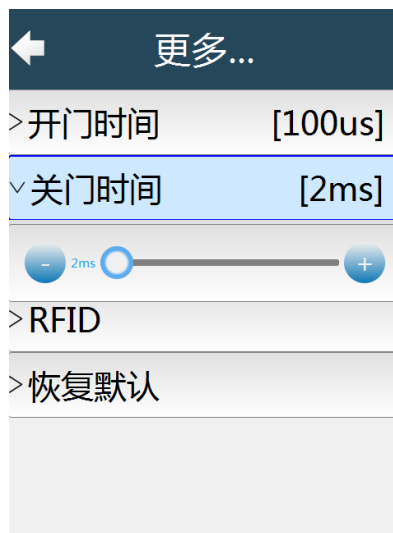 更多...
开门时间 [100us]
关门时间 [2ms]
- 2ms +
RFID
恢复默认